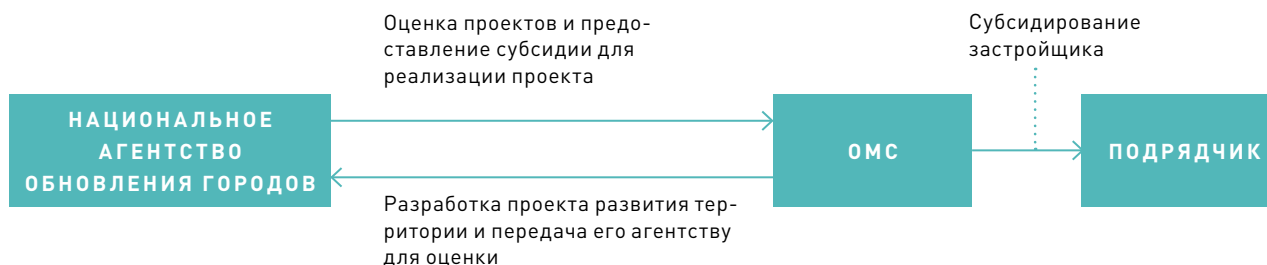 Оценка проектов и предо-
ставление субсидии для
реализации проекта
Субсидирование
застройщика
НАЦИОНАЛЬНОЕ
АГЕНТСТВО
ОБНОВЛЕНИЯ ГОРОДОВ
ОМС
ПОДРЯДЧИК
Разработка проекта развития тер-
ритории и передача его агентству
для оценки